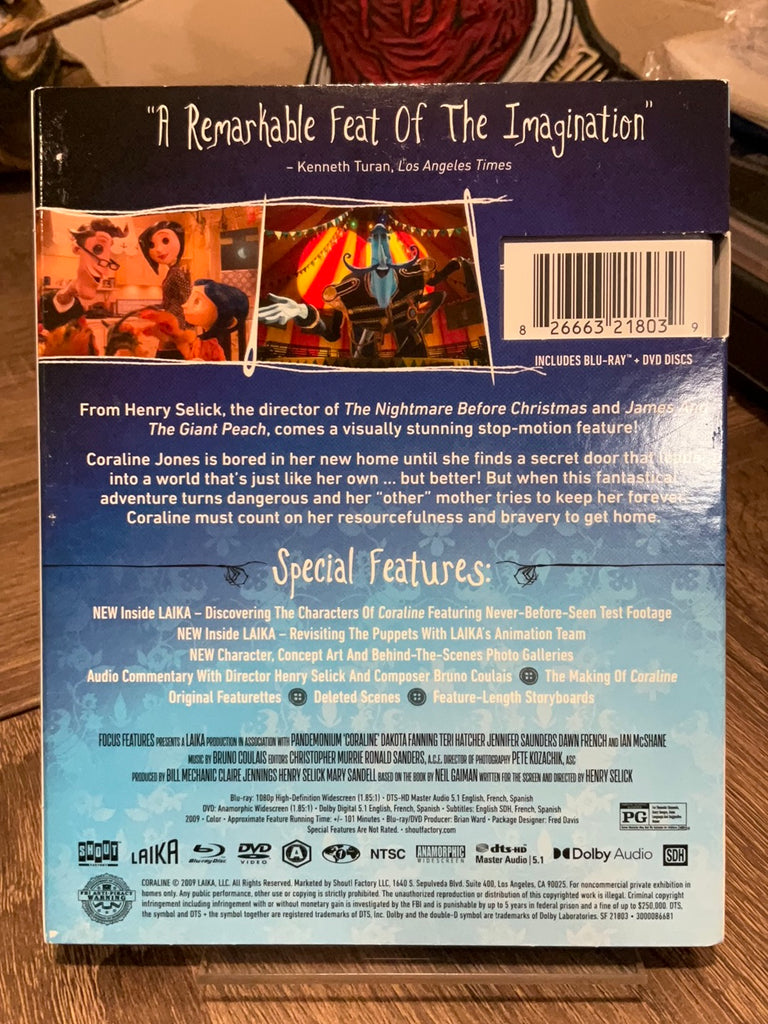 "A Remarkable Feat Of The Imagination"
– Kenneth Turan, Los Angeles Times
8 26663 21803 9
INCLUDES BLU-RAY™ + DVD DISCS
From Henry Selick, the director of The Nightmare Before Christmas and James And
The Giant Peach, comes a visually stunning stop-motion feature!
Coraline Jones is bored in her new home until she finds a secret door that leads
into a world that's just like her own ... but better! But when this fantastical
adventure turns dangerous and her "other" mother tries to keep her forever,
Coraline must count on her resourcefulness and bravery to get home.
Special Features:
NEW Inside LAIKA – Discovering The Characters Of Coraline Featuring Never-Before-Seen Test Footage
NEW Inside LAIKA – Revisiting The Puppets With LAIKA's Animation Team
NEW Character, Concept Art And Behind-The-Scenes Photo Galleries
Audio Commentary With Director Henry Selick And Composer Bruno Coulais The Making Of Coraline
Original Featurettes Deleted Scenes Feature-Length Storyboards
FOCUS FEATURES PRESENTS A LAIKA PRODUCTION IN ASSOCIATION WITH PANDEMONIUM 'CORALINE' DAKOTA FANNING TERI HATCHER JENNIFER SAUNDERS DAWN FRENCH AND IAN McSHANE
MUSIC BY BRUNO COULAIS EDITORS CHRISTOPHER MURRIE RONALD SANDERS, A.C.E. DIRECTOR OF PHOTOGRAPHY PETE KOZACHIK, ASC
PRODUCED BY BILL MECHANIC CLAIRE JENNINGS HENRY SELICK MARY SANDELL BASED ON THE BOOK BY NEIL GAIMAN WRITTEN FOR THE SCREEN AND DIRECTED BY HENRY SELICK
Blu-ray: 1080p High-Definition Widescreen (1.85:1) • DTS-HD Master Audio 5.1 English, French, Spanish
DVD: Anamorphic Widescreen (1.85:1) • Dolby Digital 5.1 English, French, Spanish • Subtitles: English SDH, French, Spanish
2009 • Color • Approximate Feature Running Time: +/- 101 Minutes • Blu-ray/DVD Producer: Brian Ward • Package Designer: Fred Davis
Special Features Are Not Rated. • shoutfactory.com
PG
SHOUT! FACTORY LAIKA Blu-ray Disc DVD VIDEO A 1 NTSC ANAMORPHIC WIDESCREEN dts-HD Master Audio | 5.1 Dolby Audio SDH
FBI ANTI-PIRACY WARNING
CORALINE © 2009 LAIKA, LLC. All Rights Reserved. Marketed by Shout! Factory LLC, 1640 S. Sepulveda Blvd. Suite 400, Los Angeles, CA 90025. For noncommercial private exhibition in
homes only. Any public performance, other use or copying is strictly prohibited. The unauthorized reproduction or distribution of this copyrighted work is illegal. Criminal copyright
infringement including infringement with or without monetary gain is investigated by the FBI and is punishable by up to 5 years in federal prison and a fine of up to $250,000. DTS,
the symbol and DTS + the symbol together are registered trademarks of DTS, Inc. Dolby and the double-D symbol are trademarks of Dolby Laboratories. SF 21803 • 3000086681